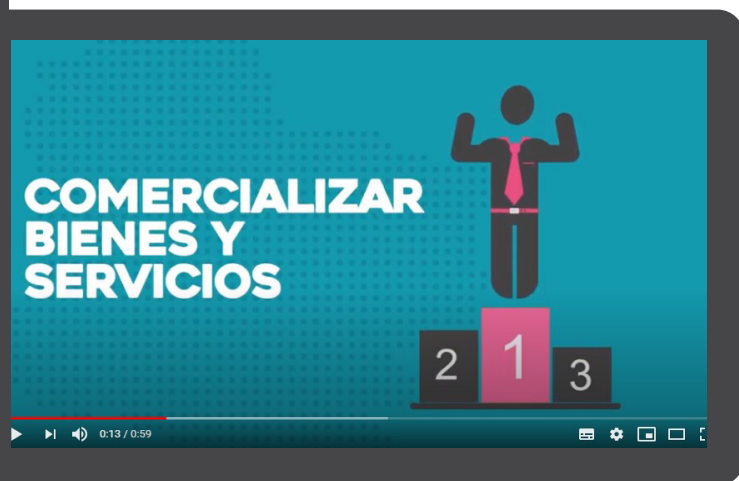 COMERCIALIZAR
BIENES Y
SERVICIOS
2 1 3
0:13 / 0:59